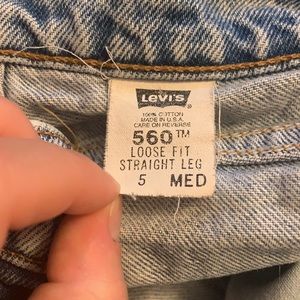 LEVI'S
100% COTTON
MADE IN U.S.A.
CARE ON REVERSE
560™
LOOSE FIT
STRAIGHT LEG
5 MED